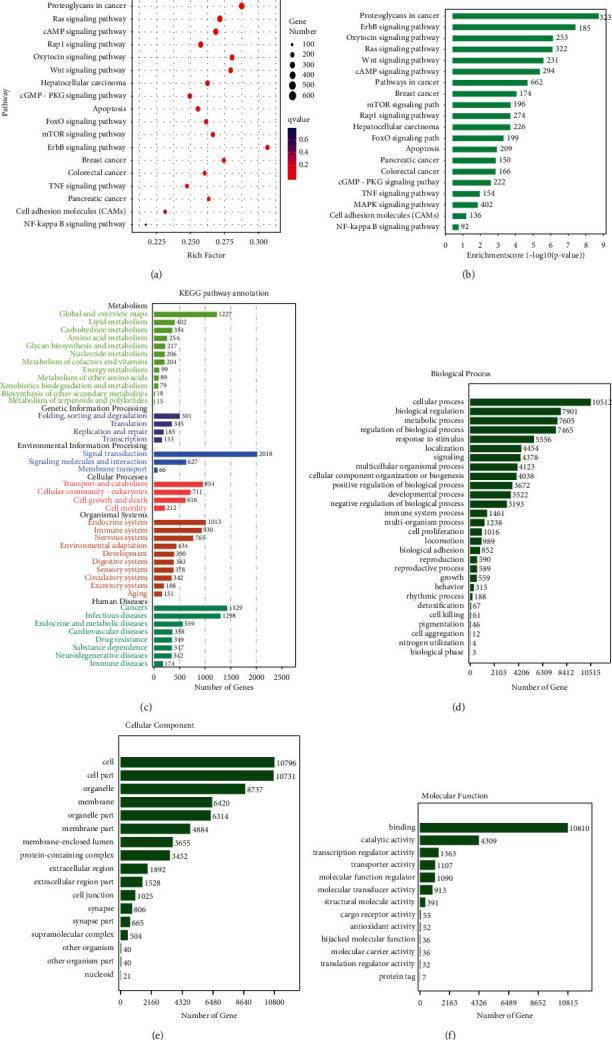 Proteoglycans in cancer
Ras signaling pathway
cAMP signaling pathway
Rap1 signaling pathway
Oxytocin signaling pathway
Wnt signaling pathway
Hepatocellular carcinoma
cGMP - PKG signaling pathway
Apoptosis
FoxO signaling pathway
mTOR signaling pathway
ErbB signaling pathway
Breast cancer
Colorectal cancer
TNF signaling pathway
Pancreatic cancer
Cell adhesion molecules (CAMs)
NF-kappa B signaling pathway
Pathway
0.225 0.250 0.275 0.300
Rich Factor
Gene
Number
100
200
300
400
500
600
qvalue
0.6
0.4
0.2
(a)
Proteoglycans in cancer 323
ErbB signaling pathway 185
Oxytocin signaling pathway 253
Ras signaling pathway 322
Wnt signaling pathway 231
cAMP signaling pathway 294
Pathways in cancer 662
Breast cancer 174
mTOR signaling path 196
Rap1 signaling pathway 274
Hepatocellular carcinoma 226
FoxO signaling path 199
Apoptosis 209
Pancreatic cancer 150
Colorectal cancer 166
cGMP - PKG signaling pathay 222
TNF signaling pathway 154
MAPK signaling pathway 402
Cell adhesion molecules (CAMs) 136
NF-kappa B signaling pathway 92
0 1 2 3 4 5 6 7 8 9
Enrichmentscore (-log10(p-value))
(b)
KEGG pathway annotation
Metabolism
Global and overview maps 1227
Lipid metabolism 402
Carbohydrate metabolism 354
Amino acid metabolism 254
Glycan biosynthesis and metabolism 217
Nucleotide metabolism 206
Metabolism of cofactors and vitamins 204
Energy metabolism 99
Metabolism of other amino acids 89
Xenobiotics biodegradation and metabolism 79
Biosynthesis of other secondary metabolites 18
Metabolism of terpenoids and polyketides 15
Genetic Information Processing
Folding, sorting and degradation 501
Translation 345
Replication and repair 185
Transcription 153
Environmental Information Processing
Signal transduction 2018
Signaling molecules and interaction 627
Membrane transport 66
Cellular Processes
Transport and catabolism 954
Cellular community - eukaryotes 711
Cell growth and death 616
Cell motility 212
Organismal Systems
Endocrine system 1013
Immune system 930
Nervous system 765
Environmental adaptation 434
Development 390
Digestive system 383
Sensory system 378
Circulatory system 342
Excretory system 188
Aging 151
Human Diseases
Cancers 1429
Infectious diseases 1298
Endocrine and metabolic diseases 559
Cardiovascular diseases 358
Drug resistance 349
Substance dependence 347
Neurodegenerative diseases 342
Immune diseases 174
0 500 1000 1500 2000 2500
Number of Genes
(c)
Biological Process
cellular process 10512
biological regulation 7901
metabolic process 7605
regulation of biological process 7465
response to stimulus 5556
localization 4454
signaling 4378
multicellular organismal process 4123
cellular component organization or biogenesis 4038
positive regulation of biological process 3672
developmental process 3522
negative regulation of biological process 3193
immune system process 1461
multi-organism process 1238
cell proliferation 1016
locomotion 989
biological adhesion 852
reproduction 590
reproductive process 589
growth 559
behavior 315
rhythmic process 188
detoxification 67
cell killing 61
pigmentation 46
cell aggregation 12
nitrogen utilization 4
biological phase 3
0 2103 4206 6309 8412 10515
Number of Gene
(d)
Cellular Component
cell 10796
cell part 10731
organelle 8737
membrane 6420
organelle part 6314
membrane part 4884
membrane-enclosed lumen 3655
protein-containing complex 3452
extracellular region 1892
extracellular region part 1528
cell junction 1025
synapse 806
synapse part 665
supramolecular complex 504
other organism 40
other organism part 40
nucleoid 21
0 2160 4320 6480 8640 10800
Number of Gene
(e)
Molecular Function
binding 10810
catalytic activity 4309
transcription regulator activity 1363
transporter activity 1107
molecular function regulator 1090
molecular transducer activity 913
structural molecule activity 391
cargo receptor activity 55
antioxidant activity 52
hijacked molecular function 36
molecular carrier activity 36
translation regulator activity 32
protein tag 7
0 2163 4326 6489 8652 10815
Number of Gene
(f)